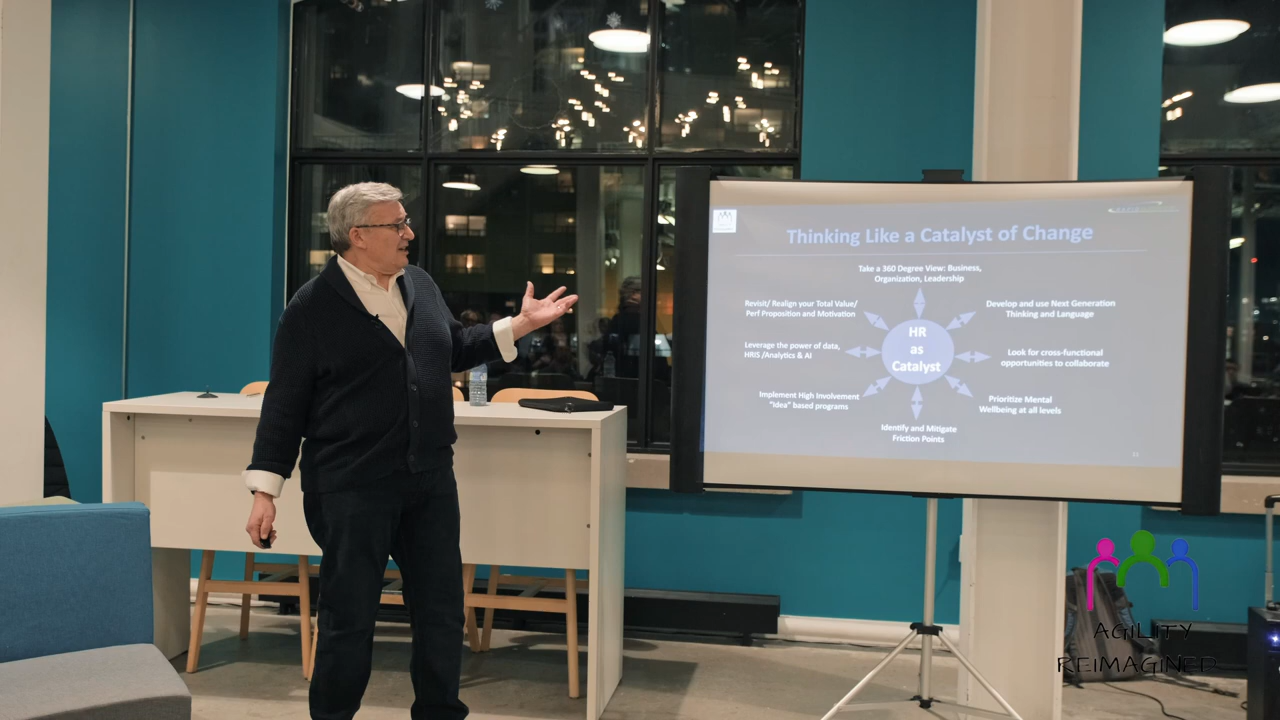 Thinking Like a Catalyst of Change
Take a 360 Degree View: Business,
Organization, Leadership
Revisit/ Realign your Total Value/
Perf Proposition and Motivation
Develop and use Next Generation
Thinking and Language
HR
as
Catalyst
Leverage the power of data,
HRIS /Analytics & AI
Look for cross-functional
opportunities to collaborate
Implement High Involvement
"Idea" based programs
Prioritize Mental
Wellbeing at all levels
Identify and Mitigate
Friction Points
AGILITY
REIMAGINED